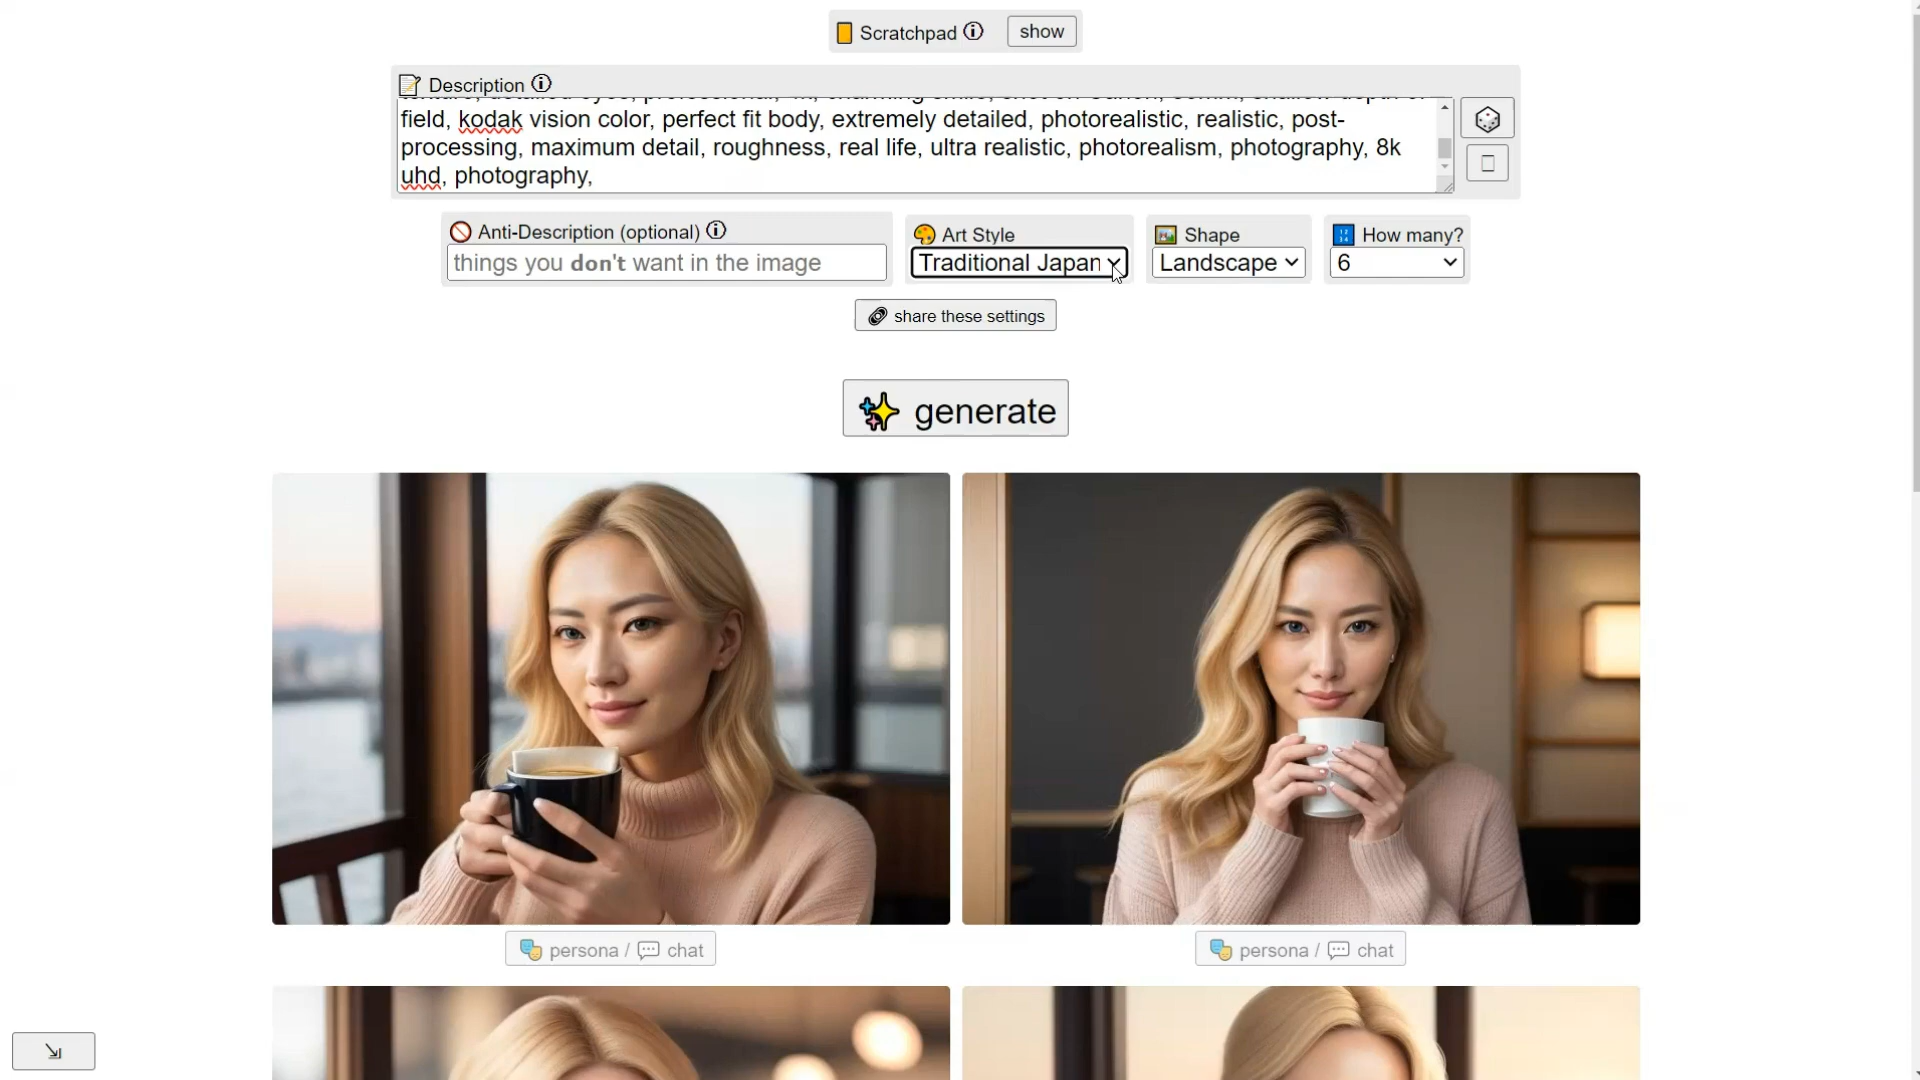 Scratchpad
show
Description
field, kodak vision color, perfect fit body, extremely detailed, photorealistic, realistic, post-
processing, maximum detail, roughness, real life, ultra realistic, photorealism, photography, 8k
uhd, photography,
Anti-Description (optional)
things you don't want in the image
Art Style
Traditional Japan
Shape
Landscape
How many?
6
share these settings
generate
persona / chat
persona / chat